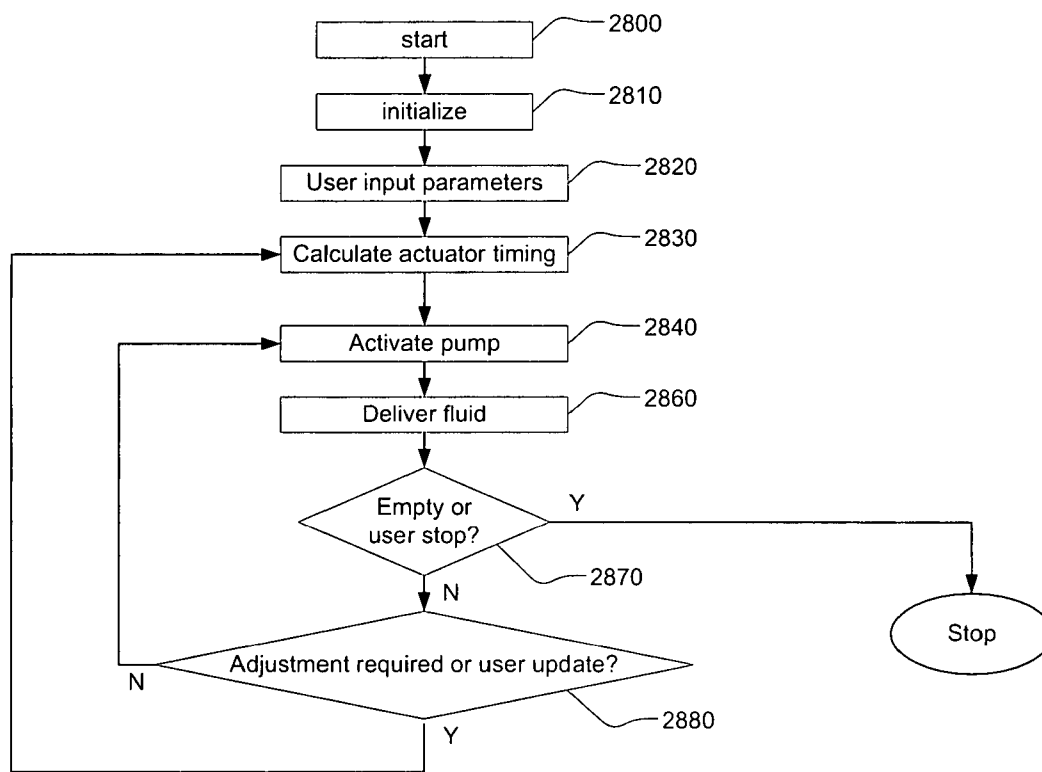 start
2800
initialize
2810
User input parameters
2820
Calculate actuator timing
2830
Activate pump
2840
Deliver fluid
2860
Empty or
user stop?
Y
2870
N
Stop
Adjustment required or user update?
N
2880
Y